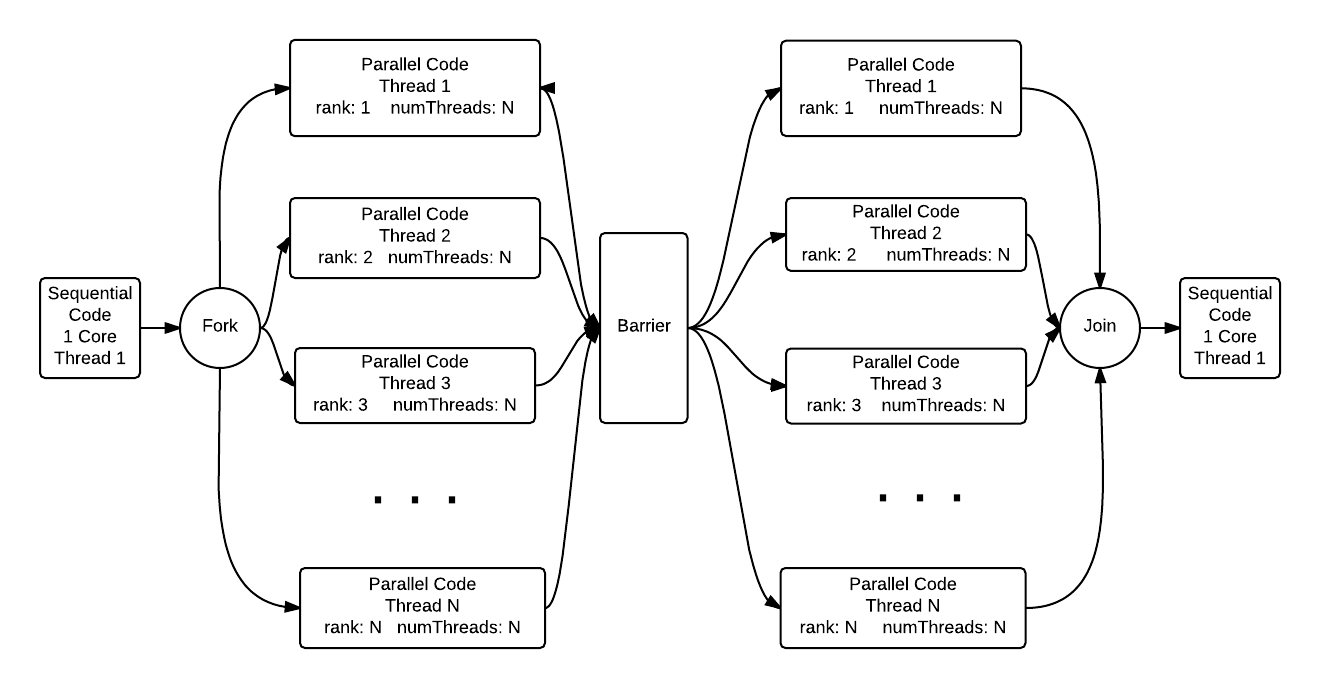 Sequential
Code
1 Core
Thread 1
Fork
Parallel Code
Thread 1
rank: 1 numThreads: N
Parallel Code
Thread 2
rank: 2 numThreads: N
Parallel Code
Thread 3
rank: 3 numThreads: N
. . .
Parallel Code
Thread N
rank: N numThreads: N
Barrier
Parallel Code
Thread 1
rank: 1 numThreads: N
Parallel Code
Thread 2
rank: 2 numThreads: N
Parallel Code
Thread 3
rank: 3 numThreads: N
. . .
Parallel Code
Thread N
rank: N numThreads: N
Join
Sequential
Code
1 Core
Thread 1